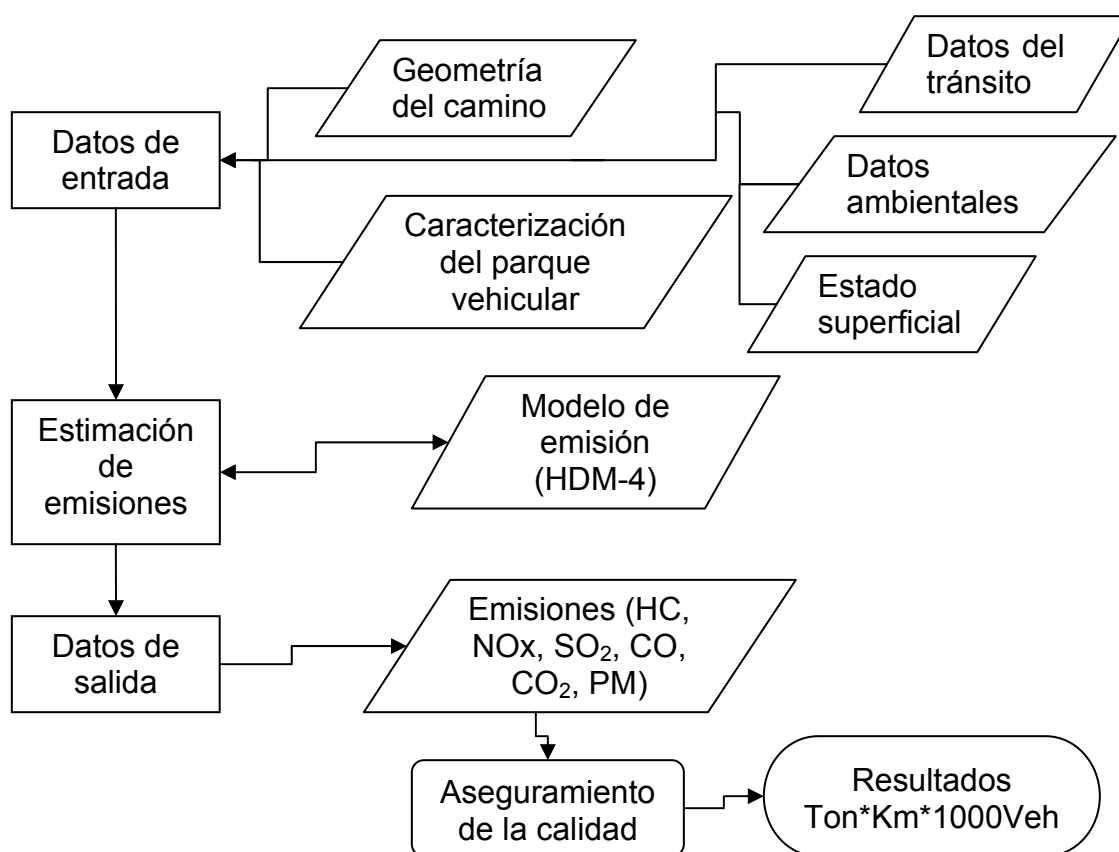 Geometría
del camino
Datos del
tránsito
Datos de
entrada
Datos
ambientales
Caracterización
del parque
vehicular
Estado
superficial
Estimación
de
emisiones
Modelo de
emisión
(HDM-4)
Datos de
salida
Emisiones (HC,
NOx, SO₂, CO,
CO₂, PM)
Aseguramiento
de la calidad
Resultados
Ton*Km*1000Veh